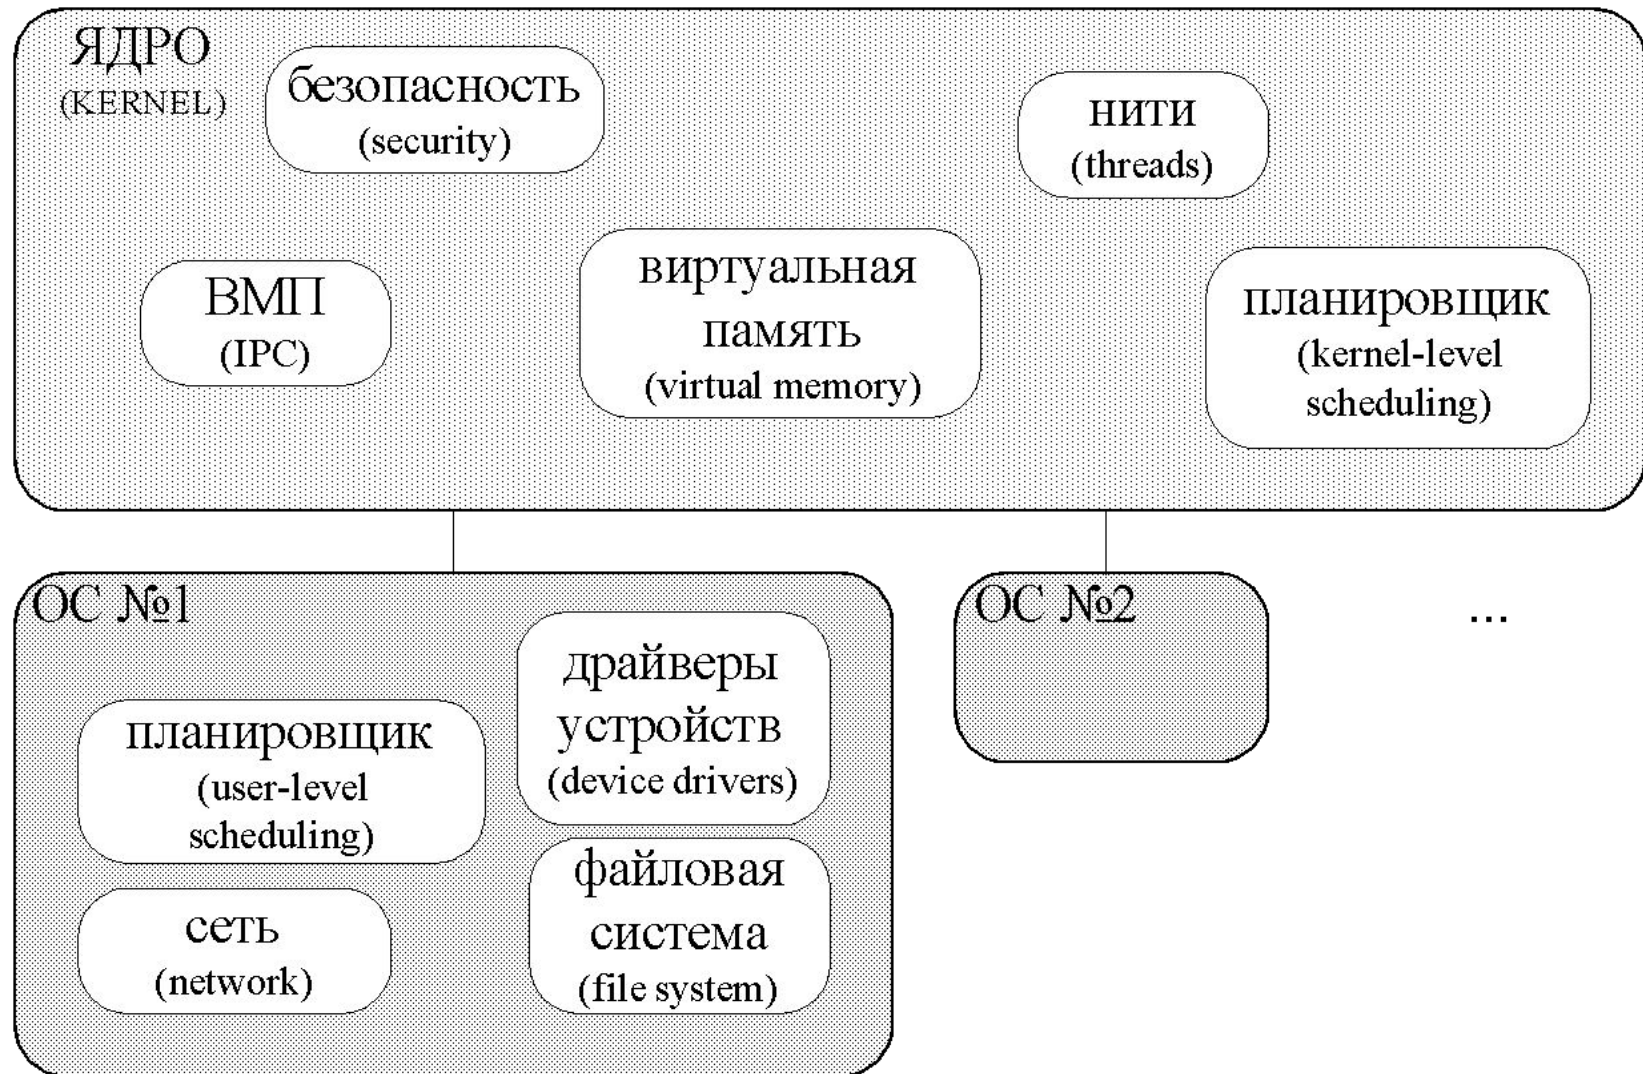 ЯДРО
(KERNEL)
безопасность
(security)
нити
(threads)
ВМП
(IPC)
виртуальная
память
(virtual memory)
планировщик
(kernel-level
scheduling)
ОС №1
планировщик
(user-level
scheduling)
драйверы
устройств
(device drivers)
сеть
(network)
файловая
система
(file system)
ОС №2
...